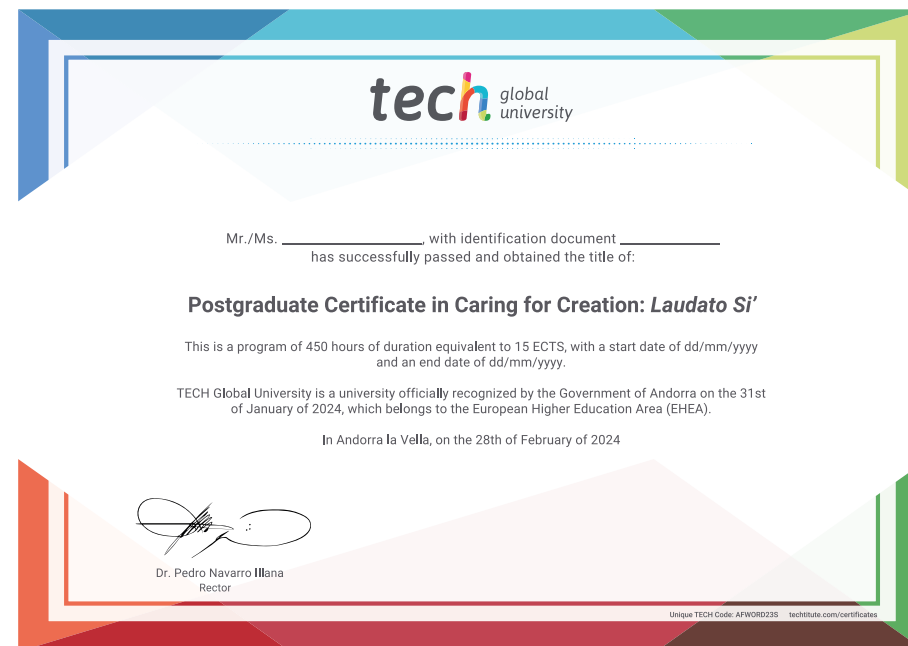 tech global
university
Mr./Ms. ____________________, with identification document ______________
has successfully passed and obtained the title of:
Postgraduate Certificate in Caring for Creation: Laudato Si’
This is a program of 450 hours of duration equivalent to 15 ECTS, with a start date of dd/mm/yyyy
and an end date of dd/mm/yyyy.
TECH Global University is a university officially recognized by the Government of Andorra on the 31st
of January of 2024, which belongs to the European Higher Education Area (EHEA).
In Andorra la Vella, on the 28th of February of 2024
Dr. Pedro Navarro Illana
Rector
Unique TECH Code: AFWORD23S techtitute.com/certificates